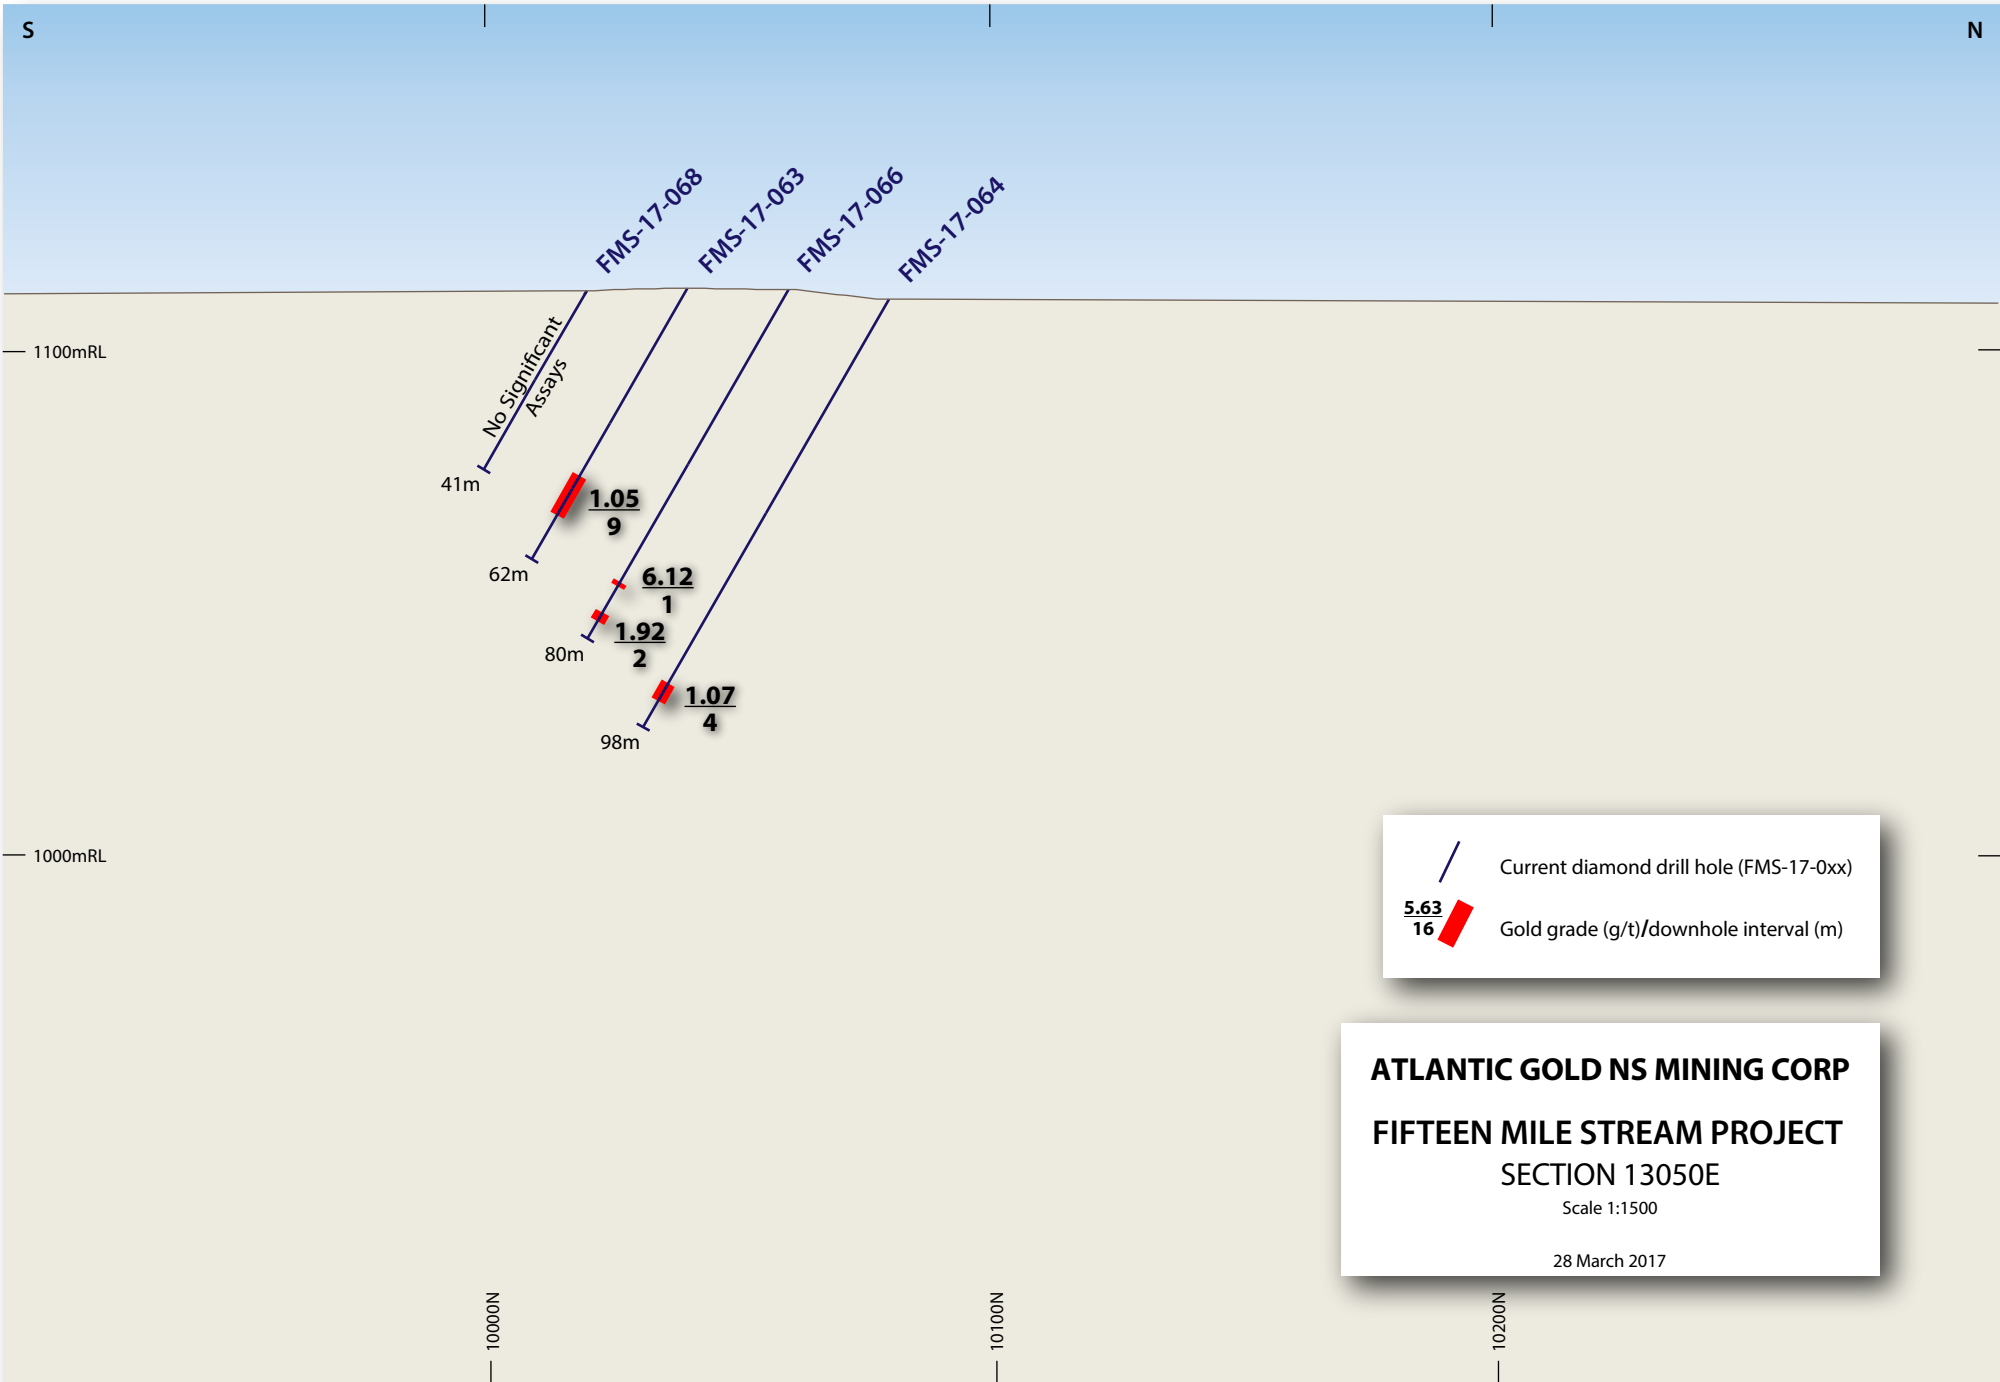 S
N
FMS-17-068
FMS-17-063
FMS-17-066
FMS-17-064
1100mRL
No Significant
Assays
41m
1.05
9
62m
6.12
1
1.92
2
80m
1.07
4
98m
1000mRL
Current diamond drill hole (FMS-17-0xx)
5.63
16
Gold grade (g/t)/downhole interval (m)
ATLANTIC GOLD NS MINING CORP
FIFTEEN MILE STREAM PROJECT
SECTION 13050E
Scale 1:1500
28 March 2017
10000N
10100N
10200N